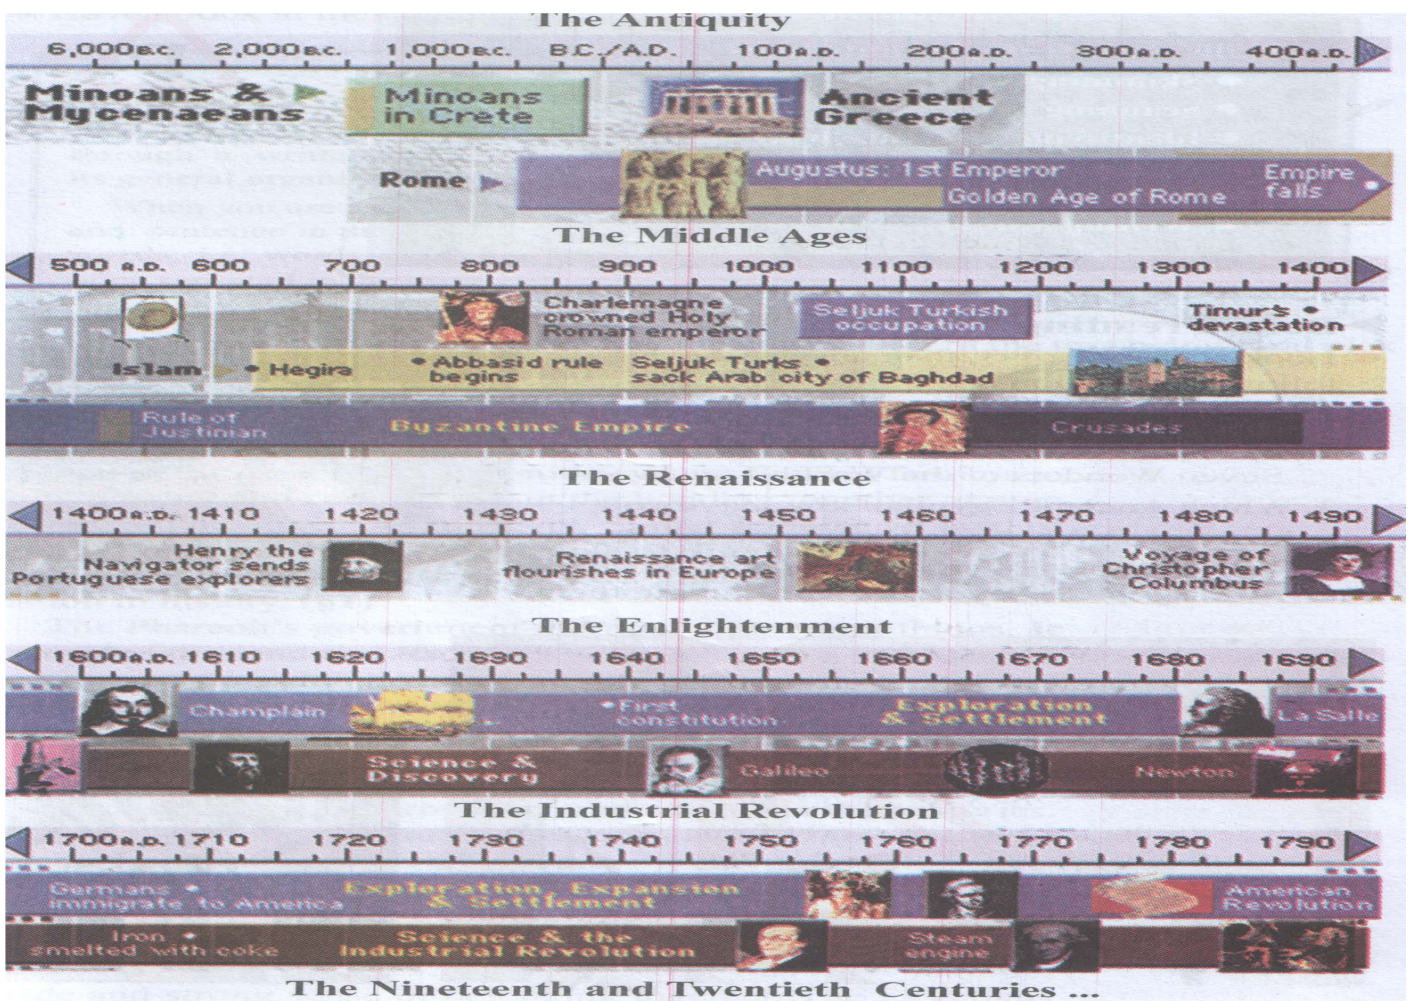 The Antiquity
6,000B.C. 2,000B.C. 1,000B.C. B.C./A.D. 100A.D. 200A.D. 300A.D. 400A.D.
Minoans &
Mycenaeans
Minoans
in Crete
Ancient
Greece
Rome
Augustus: 1st Emperor
Golden Age of Rome
Empire
falls
The Middle Ages
500 A.D. 600 700 800 900 1000 1100 1200 1300 1400
Charlemagne
crowned Holy
Roman emperor
Seljuk Turkish
occupation
Timur's •
devastation
Islam
• Hegira
• Abbasid rule
begins
Seljuk Turks •
sack Arab city of Baghdad
Rule of
Justinian
Byzantine Empire
Crusades
The Renaissance
1400A.D. 1410 1420 1430 1440 1450 1460 1470 1480 1490
Henry the
Navigator sends
Portuguese explorers
Renaissance art
flourishes in Europe
Voyage of
Christopher
Columbus
The Enlightenment
1600A.D. 1610 1620 1630 1640 1650 1660 1670 1680 1690
Champlain
•First
constitution
Exploration
& Settlement
La Salle
Science &
Discovery
Galileo
Newton
The Industrial Revolution
1700A.D. 1710 1720 1730 1740 1750 1760 1770 1780 1790
Germans •
immigrate to America
Exploration, Expansion
& Settlement
American
Revolution
Iron •
smelted with coke
Science & the
Industrial Revolution
Steam
engine
The Nineteenth and Twentieth Centuries ...